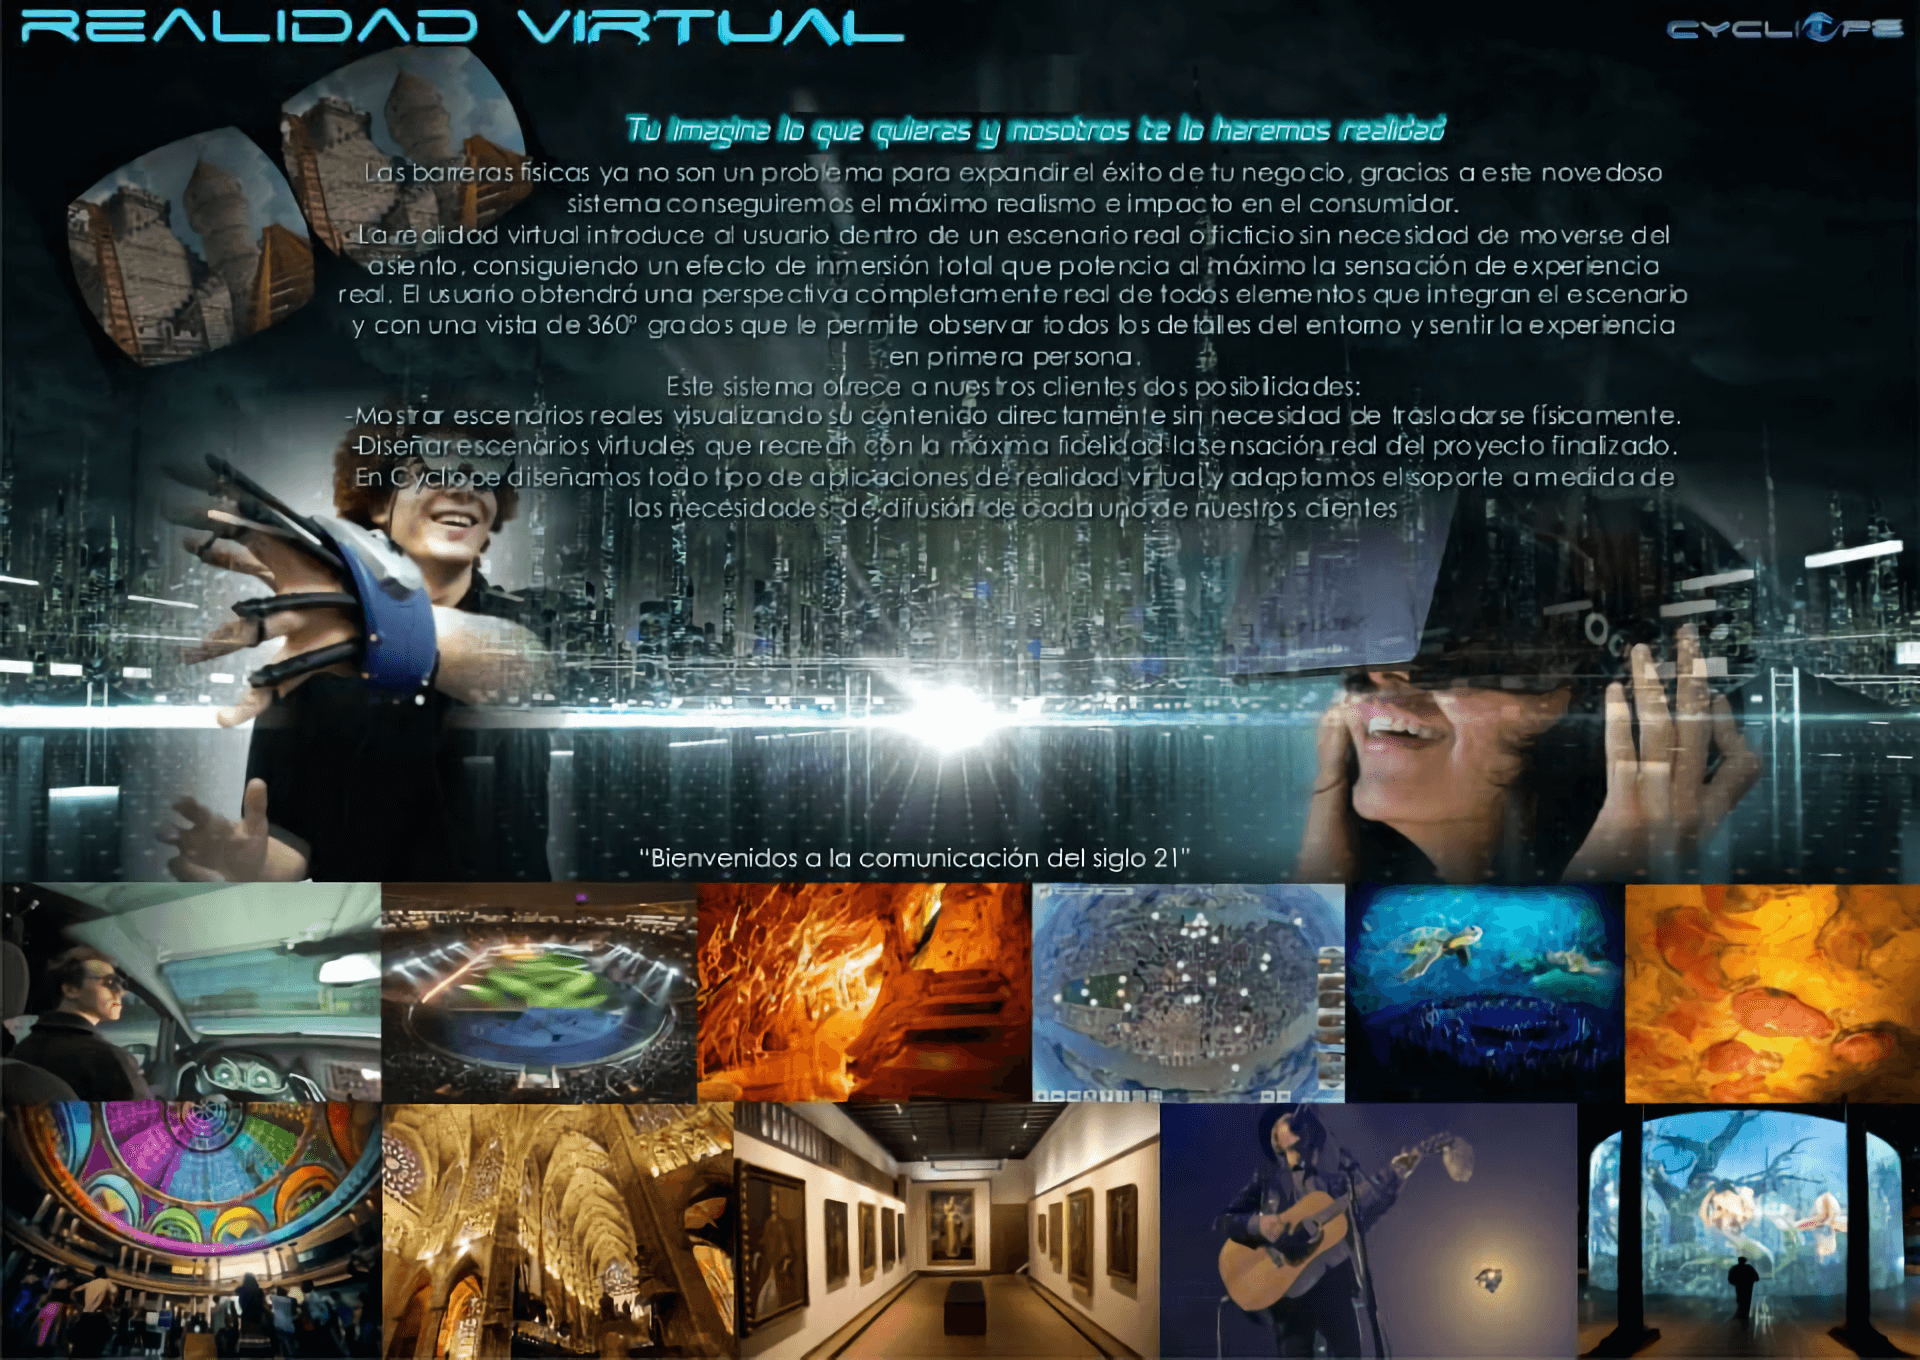 REALIDAD VIRTUAL
CYCLIOPE
Tu imagina lo que quieras y nosotros te lo haremos realidad
Las barreras físicas ya no son un problema para expandir el éxito de tu negocio, gracias a este novedoso
sistema conseguiremos el máximo realismo e impacto en el consumidor.
La realidad virtual introduce al usuario dentro de un escenario real o ficticio sin necesidad de moverse del
asiento, consiguiendo un efecto de inmersión total que potencia al máximo la sensación de experiencia
real. El usuario obtendrá una perspectiva completamente real de todos elementos que integran el escenario
y con una vista de 360º grados que le permite observar todos los detalles del entorno y sentir la experiencia
en primera persona.
Este sistema ofrece a nuestros clientes dos posibilidades:
-Mostrar escenarios reales visualizando su contenido directamente sin necesidad de trasladarse físicamente.
-Diseñar escenarios virtuales que recrean con la máxima fidelidad la sensación real del proyecto finalizado.
En Cycliope diseñamos todo tipo de aplicaciones de realidad virtual y adaptamos el soporte a medida de
las necesidades de difusión de cada uno de nuestros clientes
“Bienvenidos a la comunicación del siglo 21”